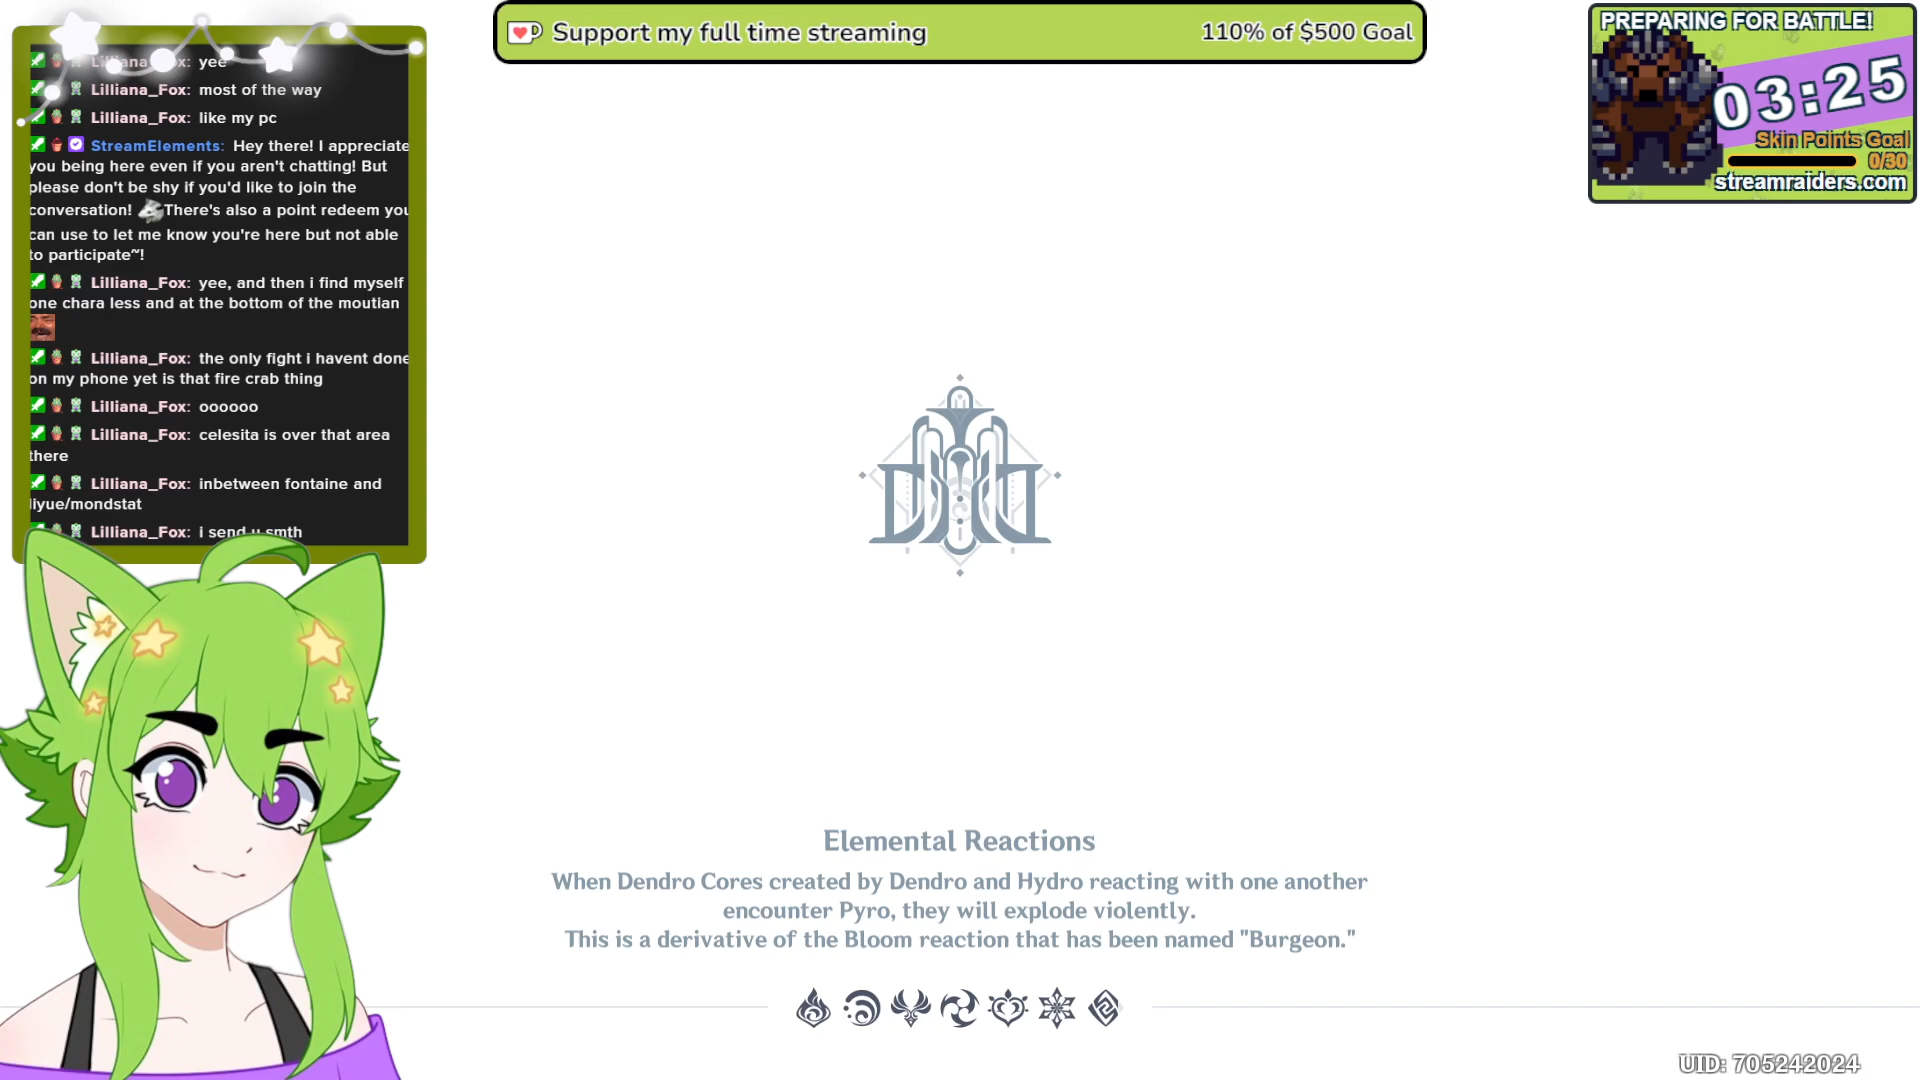 Support my full time streaming 110% of $500 Goal
PREPARING FOR BATTLE!
03:25
Skin Points Goal
0/30
streamraiders.com
Lilliana_Fox: yee
Lilliana_Fox: most of the way
Lilliana_Fox: like my pc
StreamElements: Hey there! I appreciate
you being here even if you aren't chatting! But
please don't be shy if you'd like to join the
conversation! There's also a point redeem you
can use to let me know you're here but not able
to participate~!
Lilliana_Fox: yee, and then i find myself
one chara less and at the bottom of the moutian
Lilliana_Fox: the only fight i havent done
on my phone yet is that fire crab thing
Lilliana_Fox: oooooo
Lilliana_Fox: celesita is over that area
there
Lilliana_Fox: inbetween fontaine and
liyue/mondstat
Lilliana_Fox: i send u smth
Elemental Reactions
When Dendro Cores created by Dendro and Hydro reacting with one another
encounter Pyro, they will explode violently.
This is a derivative of the Bloom reaction that has been named "Burgeon."
UID: 705242024